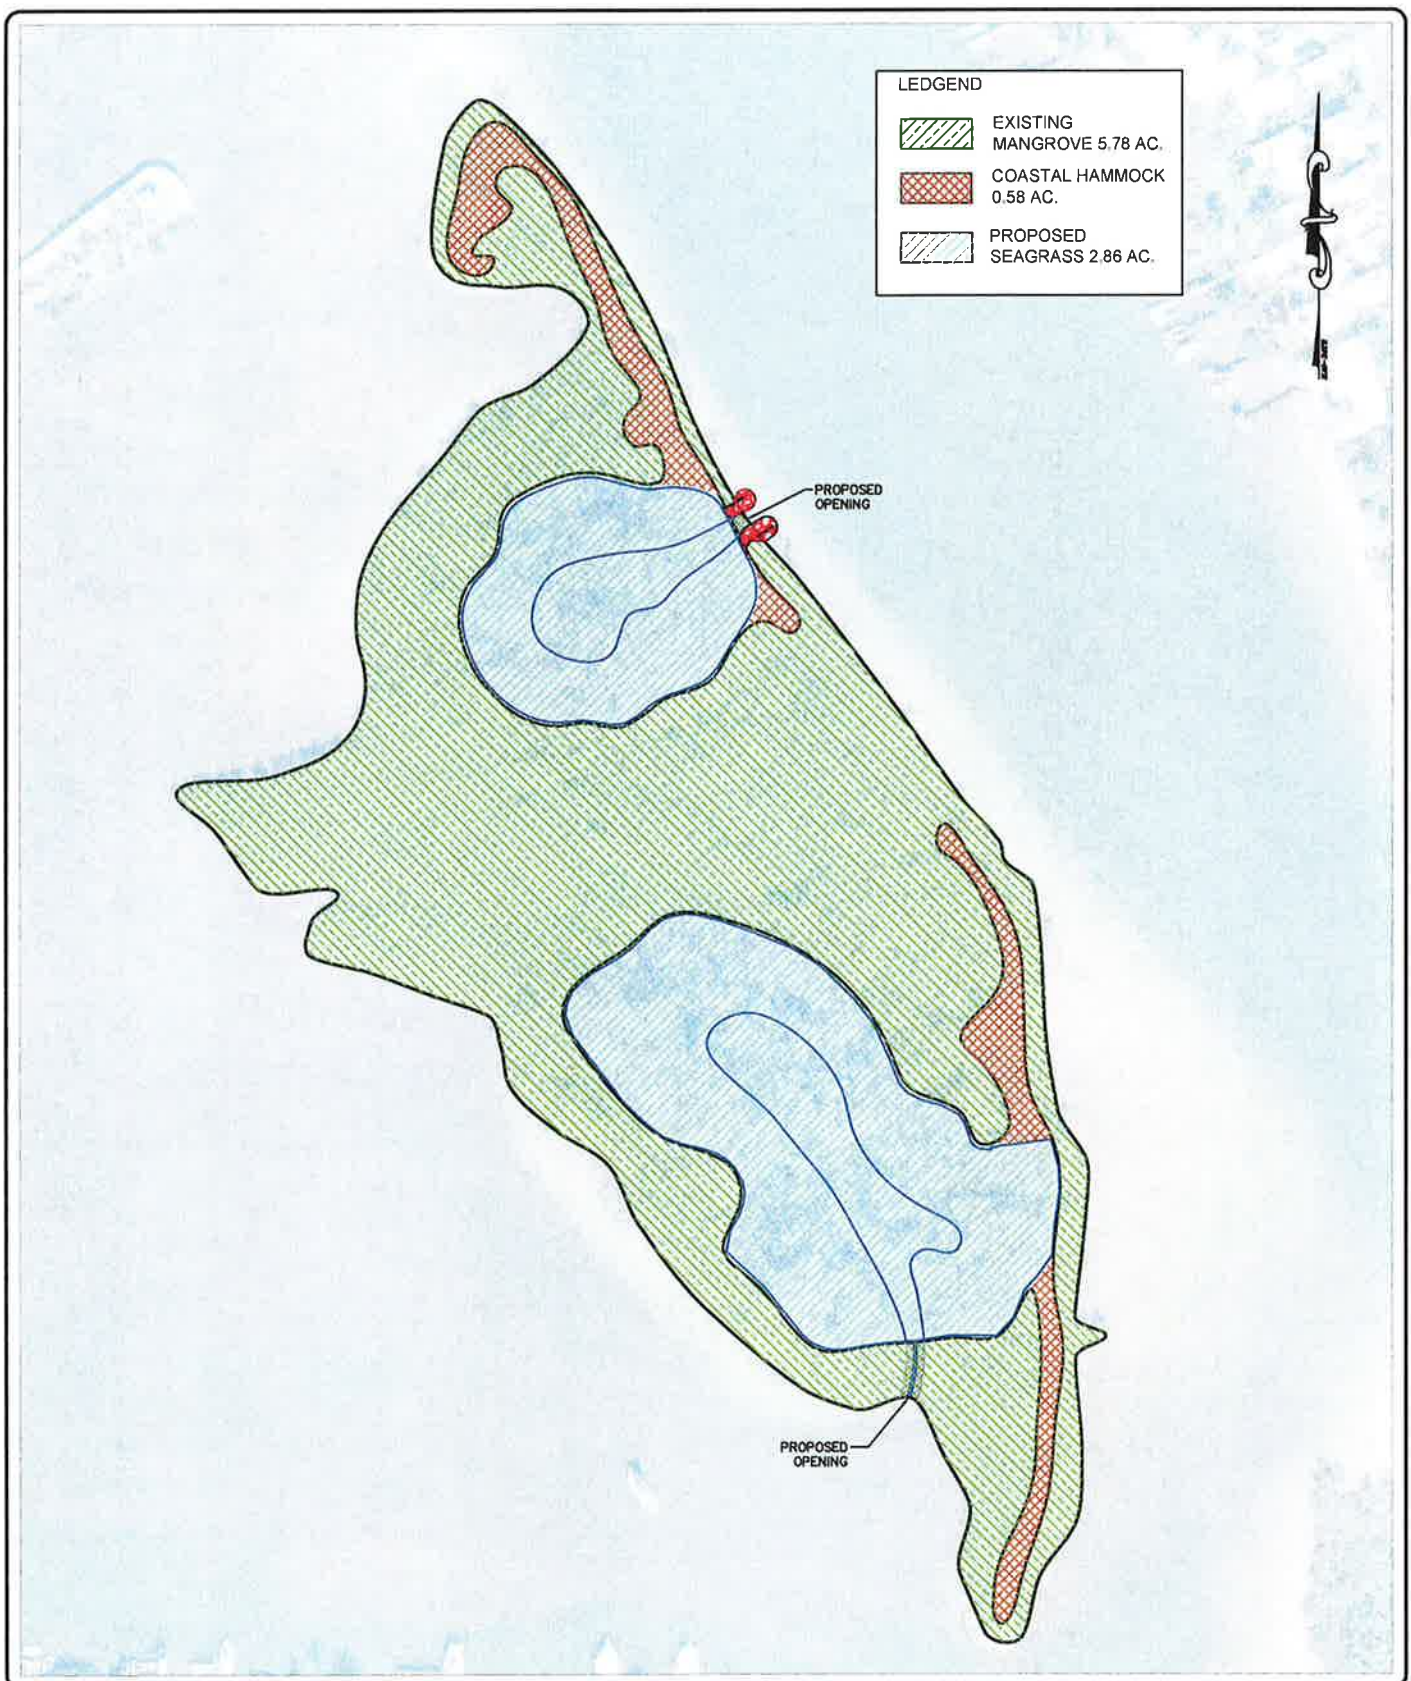 LEDGEND
EXISTING
MANGROVE 5.78 AC.
COASTAL HAMMOCK
0.58 AC.
PROPOSED
SEAGRASS 2.86 AC.
PROPOSED
OPENING
PROPOSED
OPENING